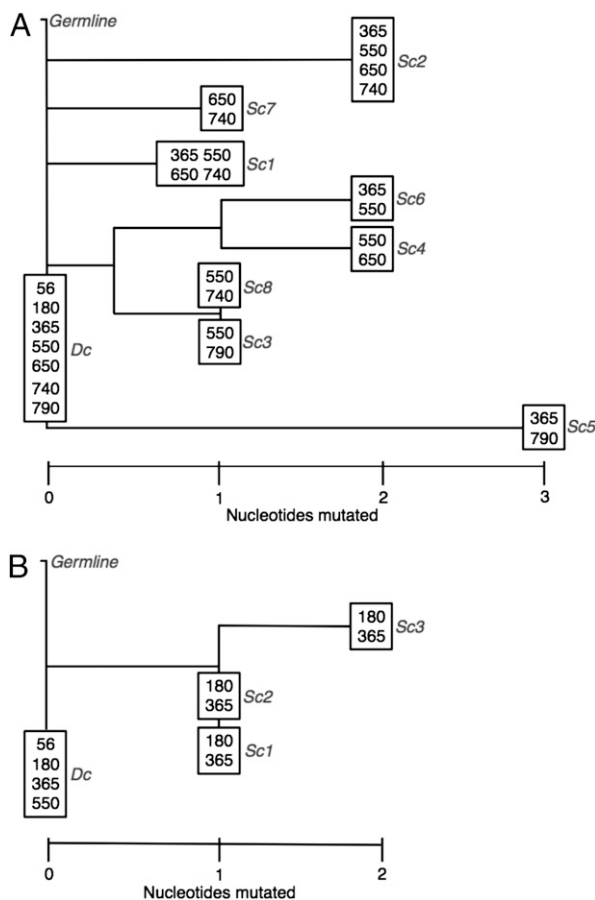 A
Germline
365
550
650
740
Sc2
650
740
Sc7
365 550
650 740
Sc1
365
550
Sc6
550
650
Sc4
550
740
Sc8
550
790
Sc3
56
180
365
550
650
740
790
Dc
365
790
Sc5
0 1 2 3
Nucleotides mutated
B
Germline
180
365
Sc3
180
365
Sc2
180
365
Sc1
56
180
365
550
Dc
0 1 2
Nucleotides mutated